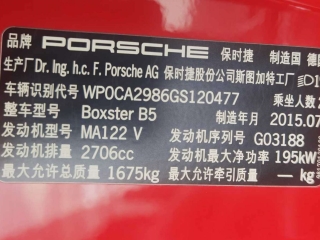 品牌 PORSCHE 保时捷 制造国 德国
生产厂Dr. Ing. h.c. F. Porsche AG 保时捷股份公司斯图加特工厂
车辆识别代号 WP0CA2986GS120477 乘坐人数
整车型号 Boxster B5 制造年月 2015.07
发动机型号 MA122 V 发动机序列号 G03188
发动机排量 2706cc 发动机最大净功率 195kW
最大允许总质量 1675kg 最大允许牵引质量 — kg